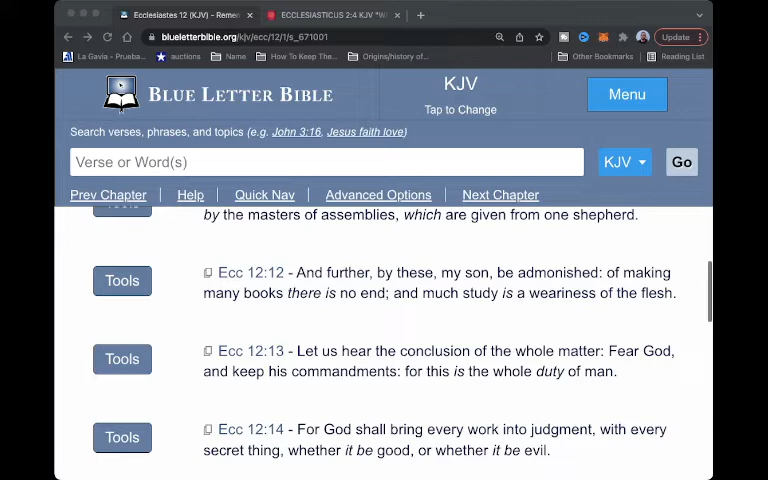 Ecclesiastes 12 (KJV) - Remem
ECCLESIASTICUS 2:4 KJV "W
blueletterbible.org/kjv/ecc/12/1/s_671001
Update
La Gavia - Prueba...
auctions
Name
How To Keep The...
Origins/history of...
Other Bookmarks
Reading List
BLUE LETTER BIBLE
KJV
Tap to Change
Menu
Search verses, phrases, and topics (e.g. John 3:16, Jesus faith love)
Verse or Word(s)
KJV
Go
Prev Chapter
Help
Quick Nav
Advanced Options
Next Chapter
by the masters of assemblies, which are given from one shepherd.
Tools
Ecc 12:12 - And further, by these, my son, be admonished: of making
many books there is no end; and much study is a weariness of the flesh.
Tools
Ecc 12:13 - Let us hear the conclusion of the whole matter: Fear God,
and keep his commandments: for this is the whole duty of man.
Tools
Ecc 12:14 - For God shall bring every work into judgment, with every
secret thing, whether it be good, or whether it be evil.